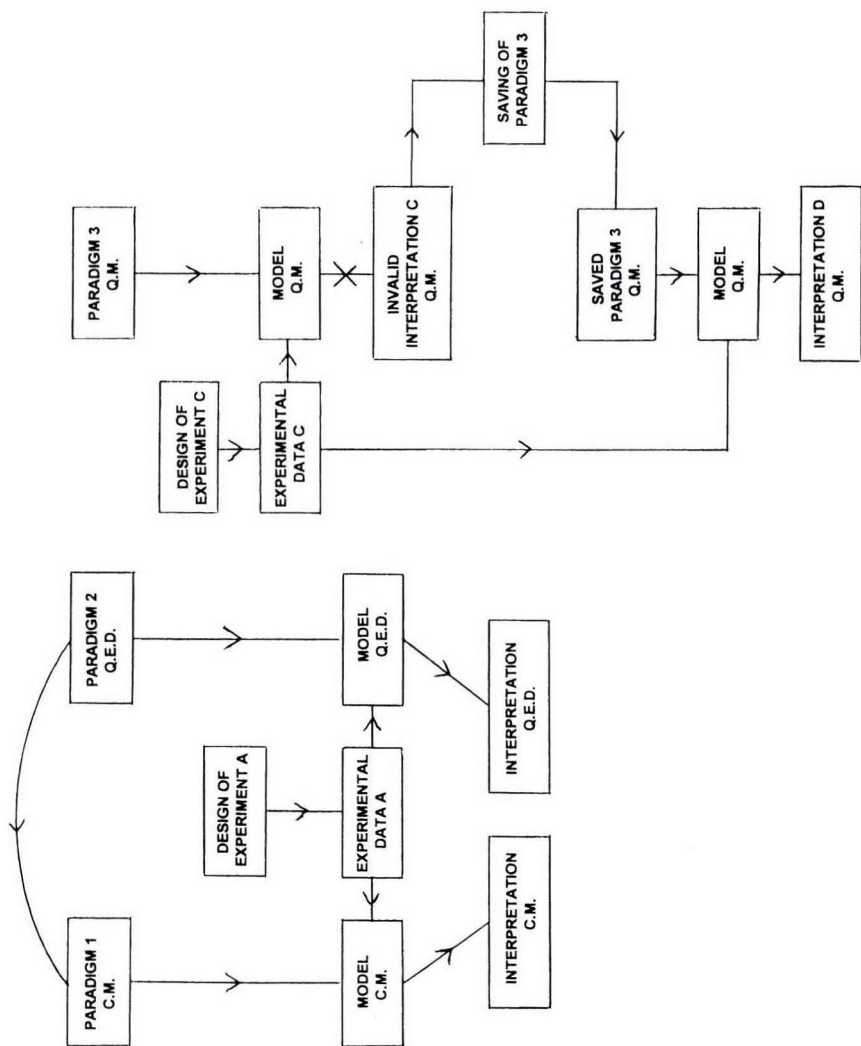 PARADIGM 1
C.M.
PARADIGM 2
Q.E.D.
DESIGN OF
EXPERIMENT A
MODEL
C.M.
EXPERIMENTAL
DATA A
MODEL
Q.E.D.
INTERPRETATION
C.M.
INTERPRETATION
Q.E.D.
PARADIGM 3
Q.M.
DESIGN OF
EXPERIMENT C
EXPERIMENTAL
DATA C
MODEL
Q.M.
INVALID
INTERPRETATION C
Q.M.
SAVING OF
PARADIGM 3
SAVED
PARADIGM 3
Q.M.
MODEL
Q.M.
INTERPRETATION D
Q.M.